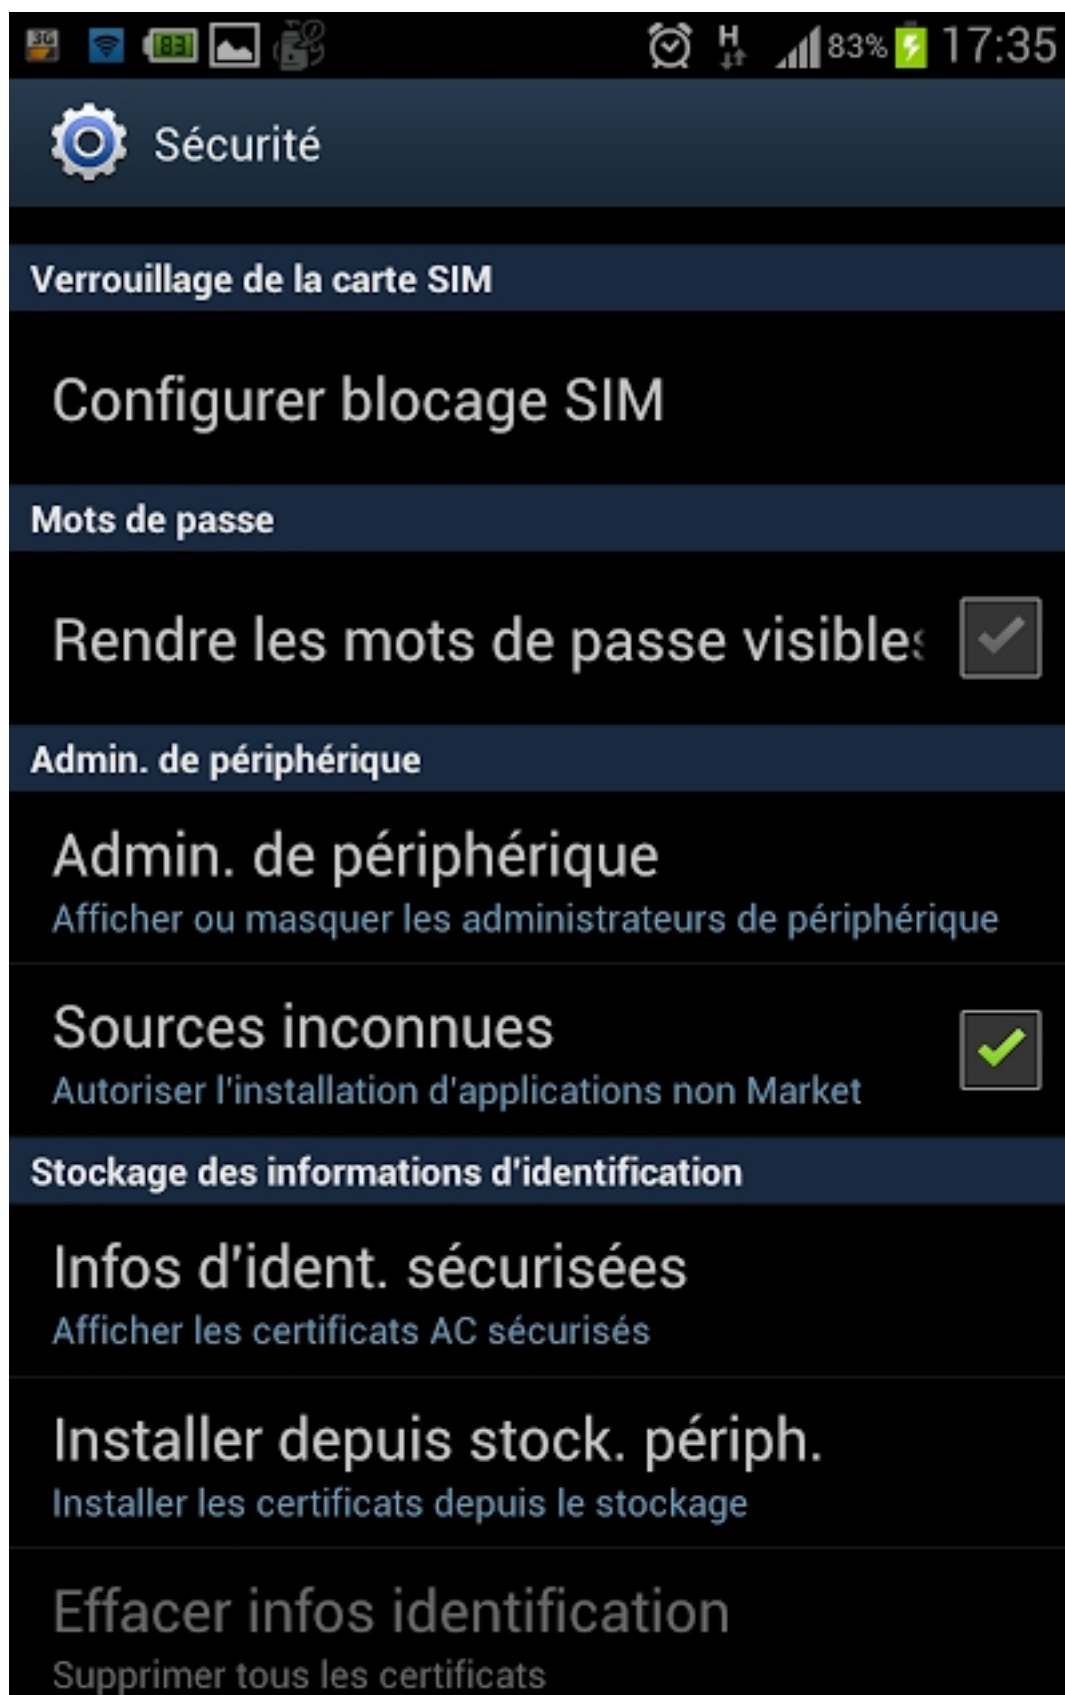 3G
83
H
83%
17:35
Sécurité
Verrouillage de la carte SIM
Configurer blocage SIM
Mots de passe
Rendre les mots de passe visibles
Admin. de périphérique
Admin. de périphérique
Afficher ou masquer les administrateurs de périphérique
Sources inconnues
Autoriser l'installation d'applications non Market
Stockage des informations d'identification
Infos d'ident. sécurisées
Afficher les certificats AC sécurisés
Installer depuis stock. périph.
Installer les certificats depuis le stockage
Effacer infos identification
Supprimer tous les certificats